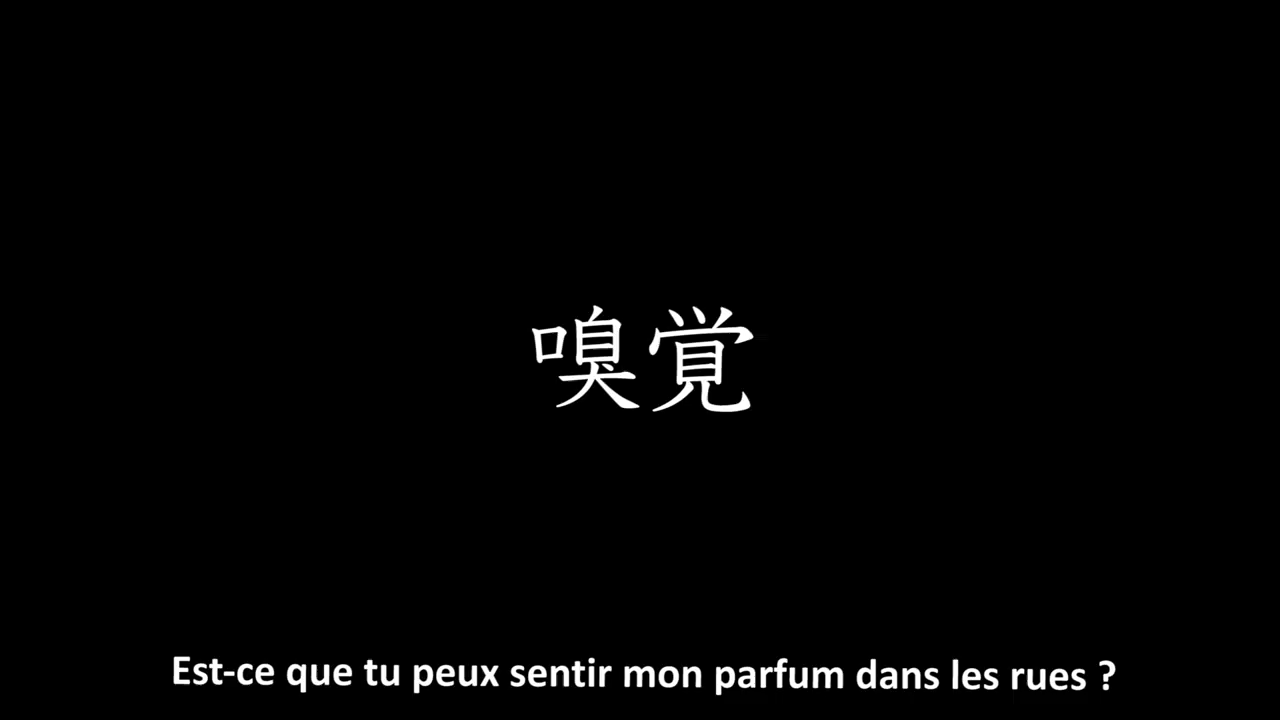 嗅覚
Est-ce que tu peux sentir mon parfum dans les rues ?